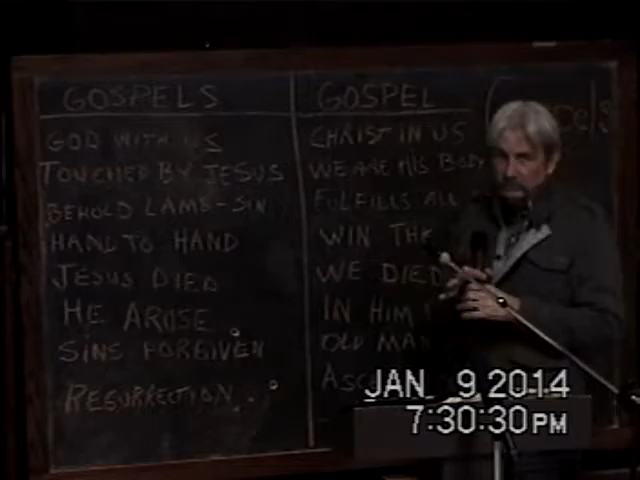 GOSPELS
GOD WITH US
TOUCHED BY JESUS
BEHOLD LAMB - SIN
HAND TO HAND
JESUS DIED
HE AROSE
SINS FORGIVEN
RESURRECTION
GOSPEL
CHRIST IN US
WE ARE HIS BODY
FULFILLS ALL
WIN THE
WE DIED
IN HIM
OLD MAN
JAN 9 2014
7:30:30PM